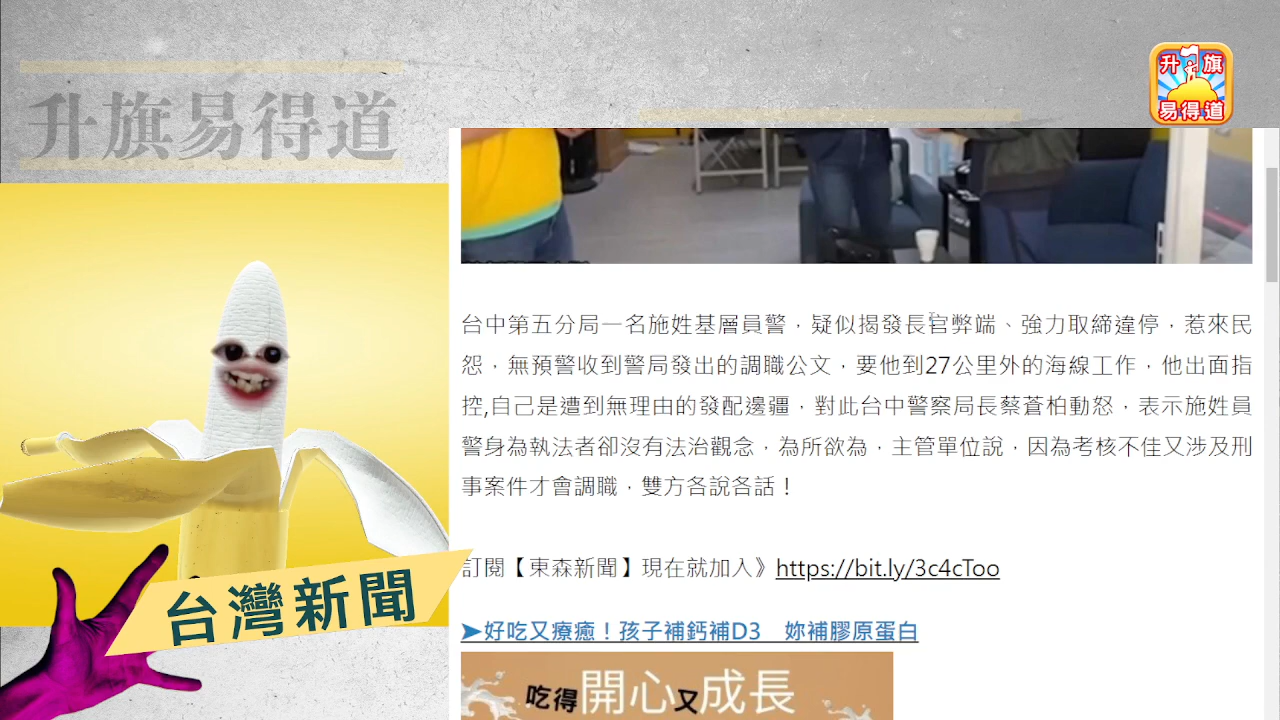 升旗易得道
升旗
易得道
台中第五分局一名施姓基層員警，疑似揭發長官弊端、強力取締違停，惹來民
怨，無預警收到警局發出的調職公文，要他到27公里外的海線工作，他出面指
控,自己是遭到無理由的發配邊疆，對此台中警察局長蔡蒼柏動怒，表示施姓員
警身為執法者卻沒有法治觀念，為所欲為，主管單位說，因為考核不佳又涉及刑
事案件才會調職，雙方各說各話！
訂閱【東森新聞】現在就加入》https://bit.ly/3c4cToo
➤好吃又療癒！孩子補鈣補D3　妳補膠原蛋白
吃得開心又成長
台灣新聞